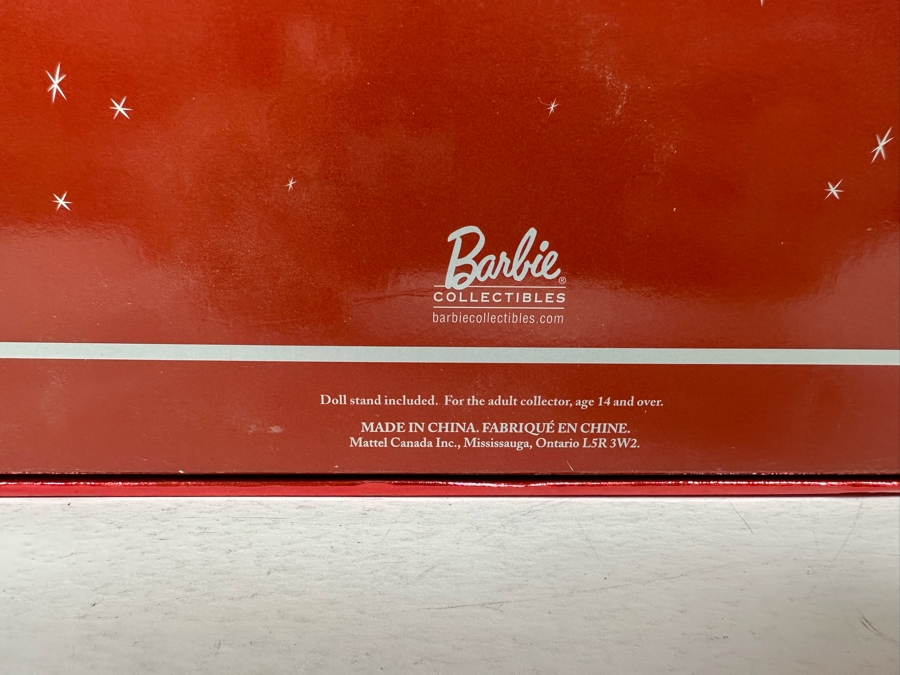 Barbie®
COLLECTIBLES
barbiecollectibles.com
Doll stand included. For the adult collector, age 14 and over.
MADE IN CHINA. FABRIQUÉ EN CHINE.
Mattel Canada Inc., Mississauga, Ontario L5R 3W2.